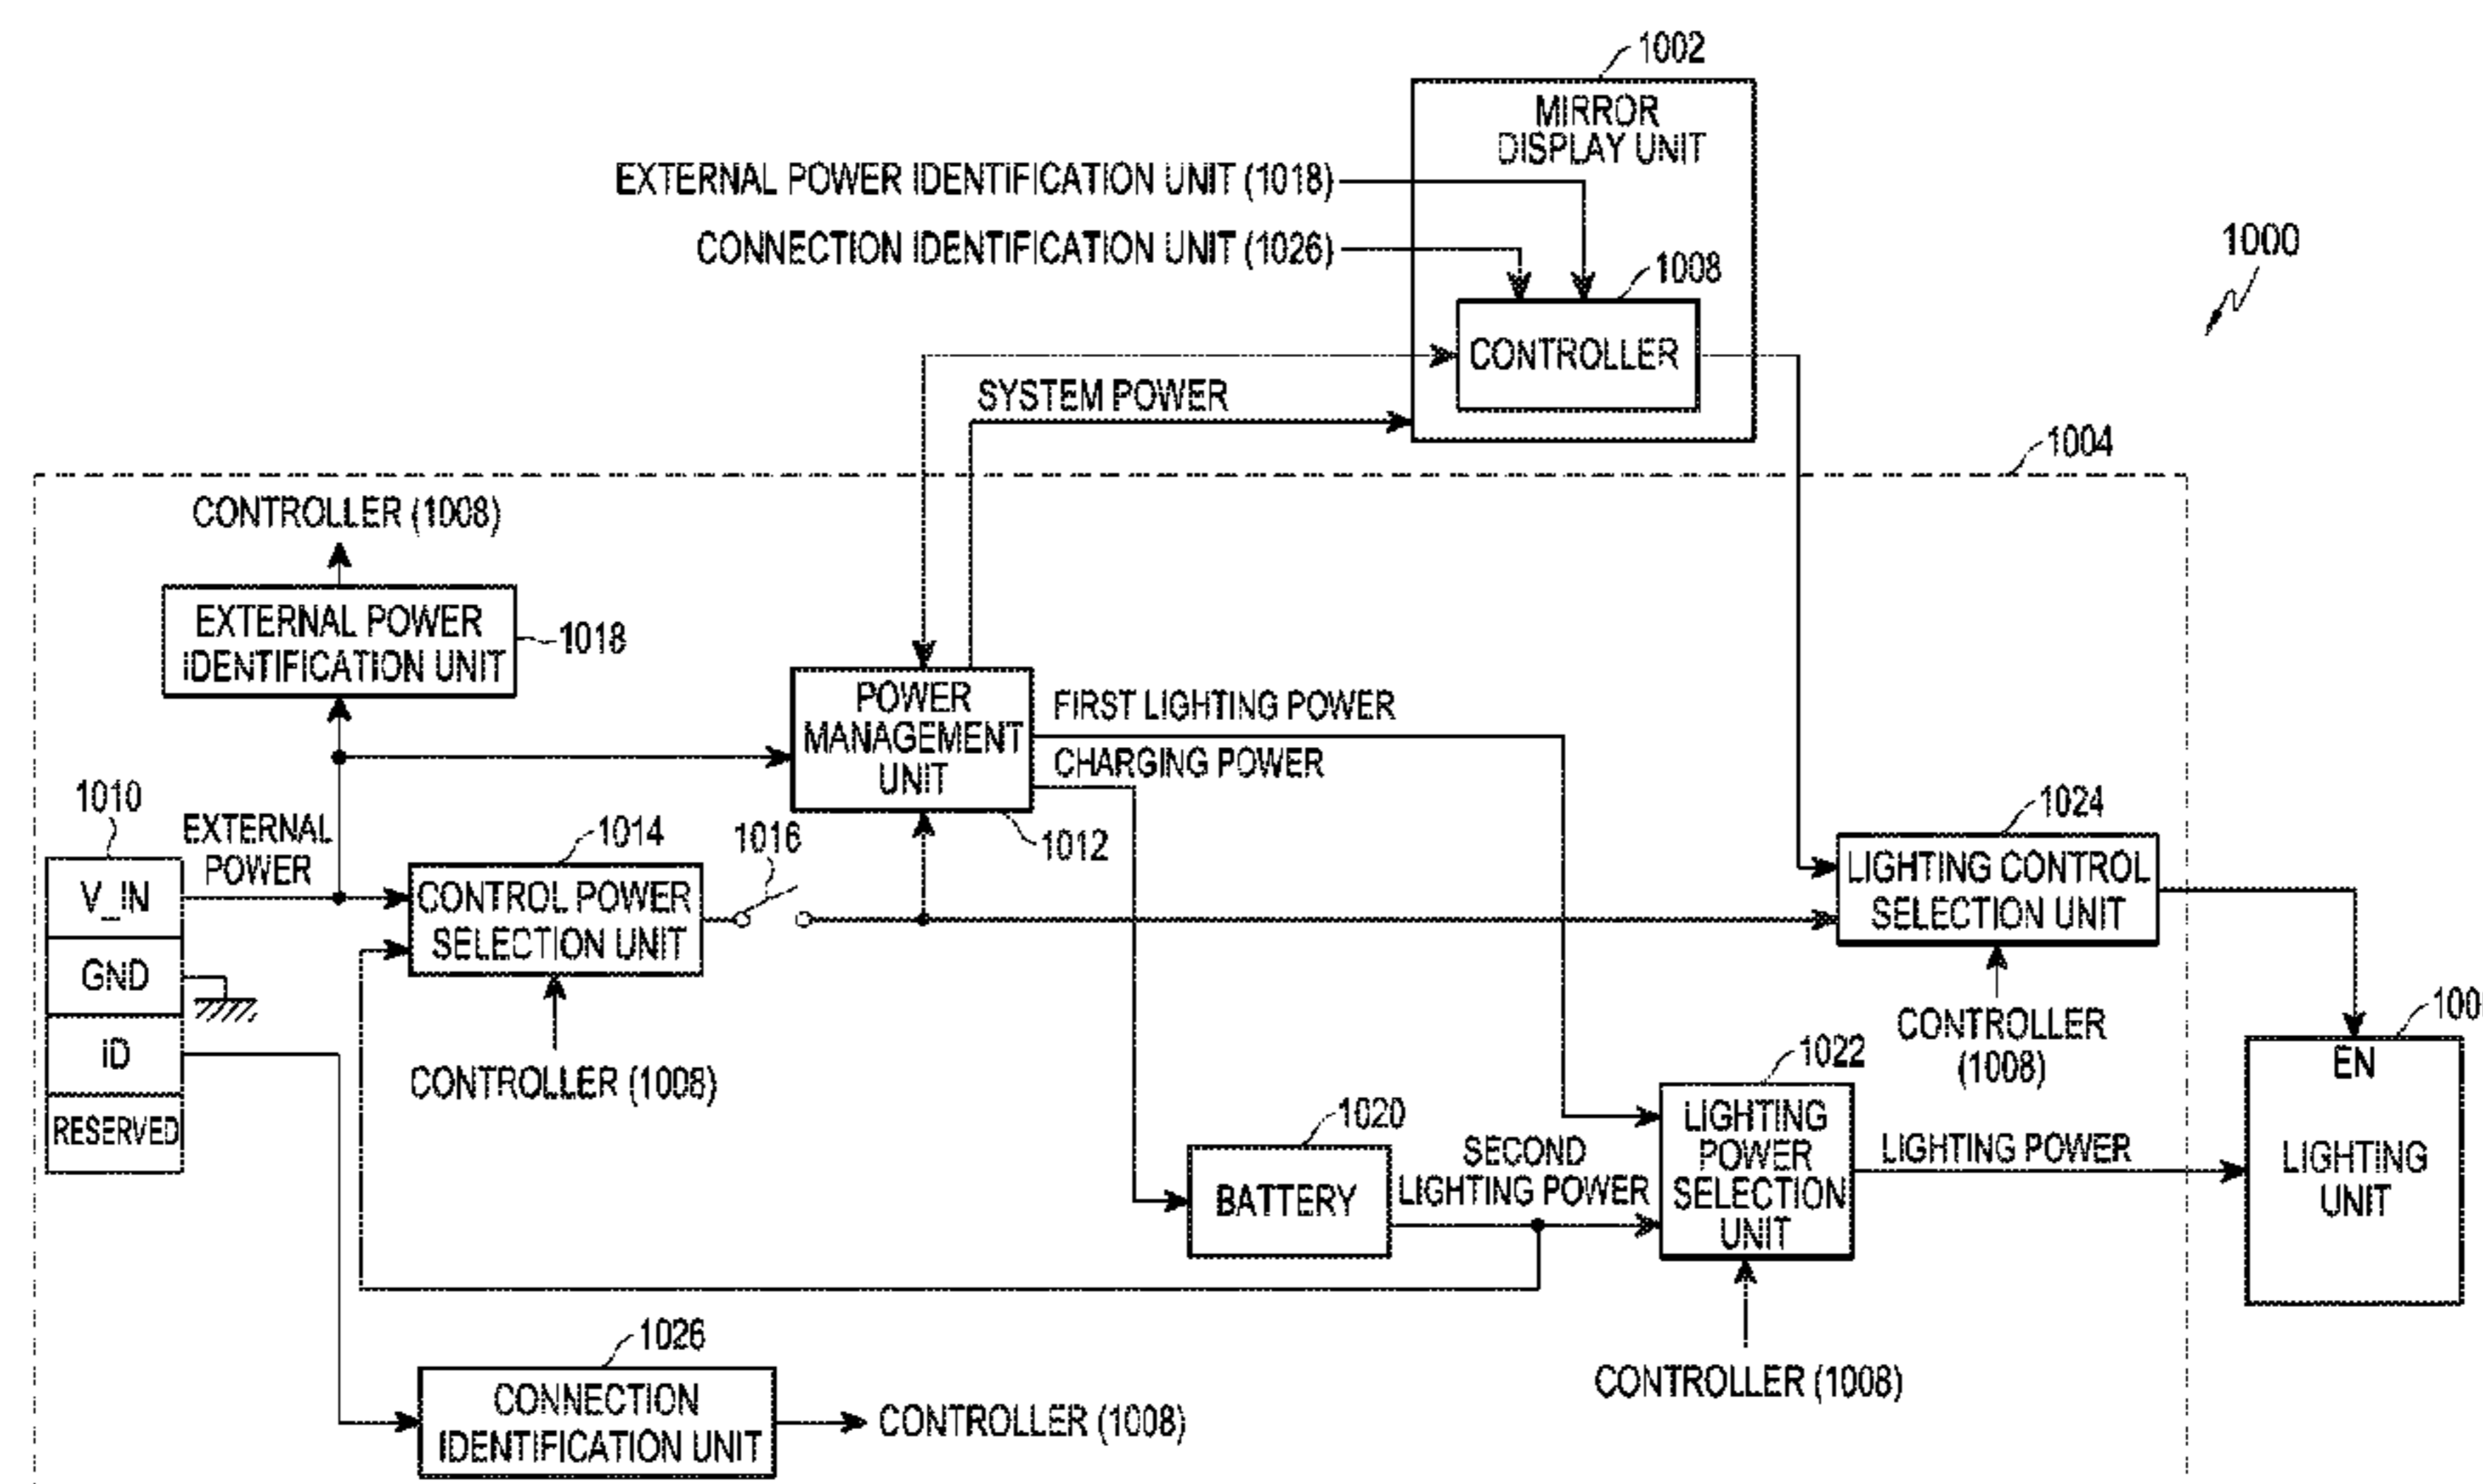 1002
MIRROR
DISPLAY UNIT
EXTERNAL POWER IDENTIFICATION UNIT (1018)
CONNECTION IDENTIFICATION UNIT (1026)
1008
CONTROLLER
1000
SYSTEM POWER
1004
CONTROLLER (1008)
EXTERNAL POWER
IDENTIFICATION UNIT
1018
POWER
MANAGEMENT
UNIT
1012
FIRST LIGHTING POWER
CHARGING POWER
1010
EXTERNAL
POWER
V_IN
GND
ID
RESERVED
1014
CONTROL POWER
SELECTION UNIT
1016
CONTROLLER (1008)
1024
LIGHTING CONTROL
SELECTION UNIT
CONTROLLER
(1008)
1020
BATTERY
SECOND
LIGHTING POWER
1022
LIGHTING
POWER
SELECTION
UNIT
LIGHTING POWER
CONTROLLER (1008)
100
EN
LIGHTING
UNIT
1026
CONNECTION
IDENTIFICATION UNIT
CONTROLLER (1008)